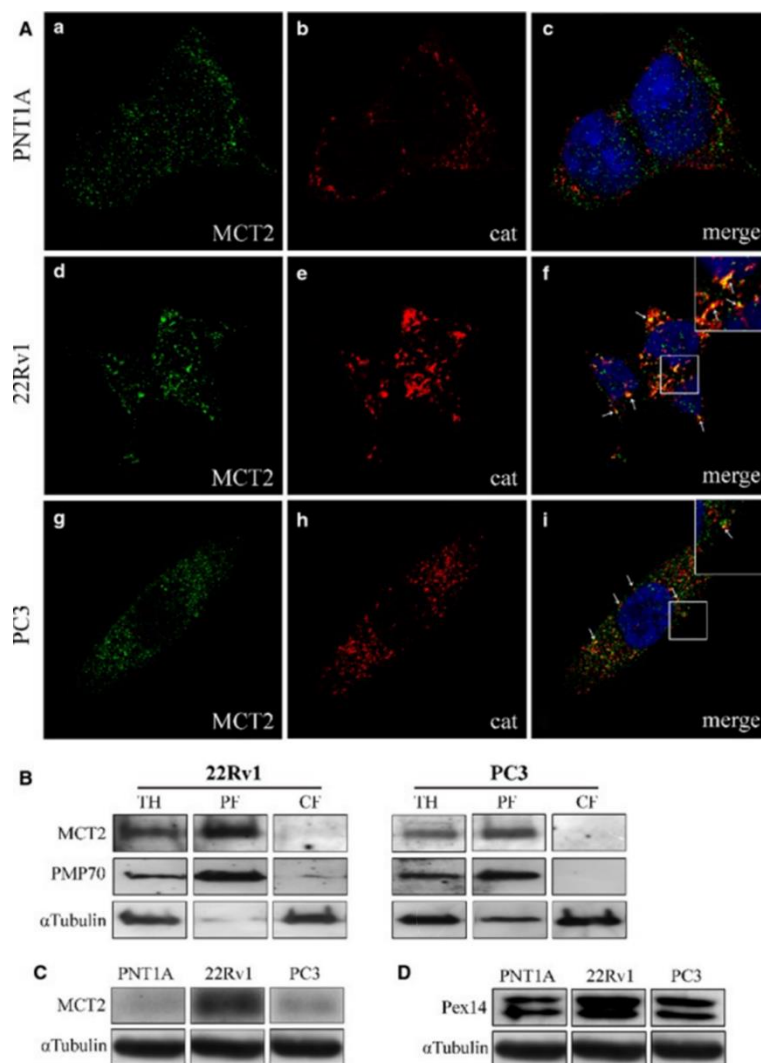 A a b c
PNT1A
MCT2 cat merge
d e f
22Rv1
MCT2 cat merge
g h i
PC3
MCT2 cat merge
B 22Rv1 PC3
TH PF CF TH PF CF
MCT2
PMP70
αTubulin
C PNT1A 22Rv1 PC3 D PNT1A 22Rv1 PC3
MCT2 Pex14
αTubulin αTubulin